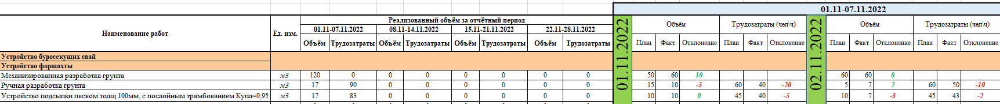 01.11-07.11.2022
Реализованный объём за отчётный период
Наименование работ Ед. изм. 01.11-07.11.2022 08.11-14.11.2022 15.11-21.11.2022 22.11-28.11.2022 01.11.2022 Объём Трудозатраты (чел\ч) 02.11.2022 Объём Трудозатраты (чел\ч)
Объём Трудозатраты Объём Трудозатраты Объём Трудозатраты Объём Трудозатраты План Факт Отклонение План Факт Отклонение План Факт Отклонение План Факт Отклонение
Устройство буросекущих свай
Устройство форшахты
Механизированная разработка грунта м3 120 0 0 0 0 0 0 0 50 60 10 60 60 0
Ручная разработка грунта м3 17 90 0 0 0 0 0 0 15 10 -5 60 40 -20 5 7 2 60 50 -10
Устройство подсыпки песком толщ.100мм, с послойным трамбованием Купл=0,95 м3 17 83 0 0 0 0 0 0 10 10 0 45 40 -5 10 7 -3 45 43 -2